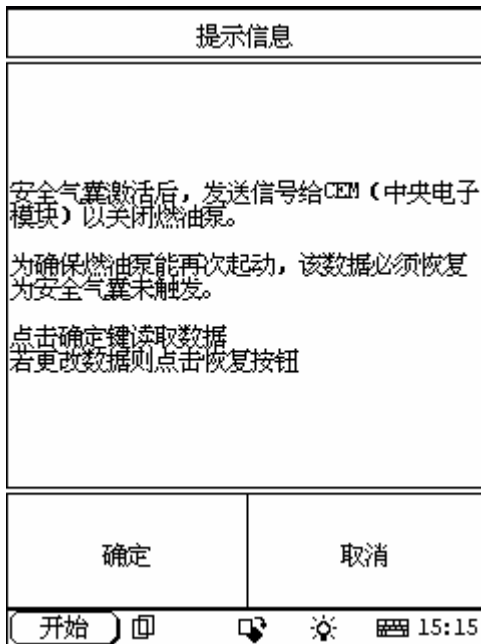 提示信息
安全气囊激活后，发送信号给CEM（中央电子
模块）以关闭燃油泵。
为确保燃油泵能再次起动，该数据必须恢复
为安全气囊未触发。
点击确定键读取数据
若更改数据则点击恢复按钮
确定
取消
开始
15:15